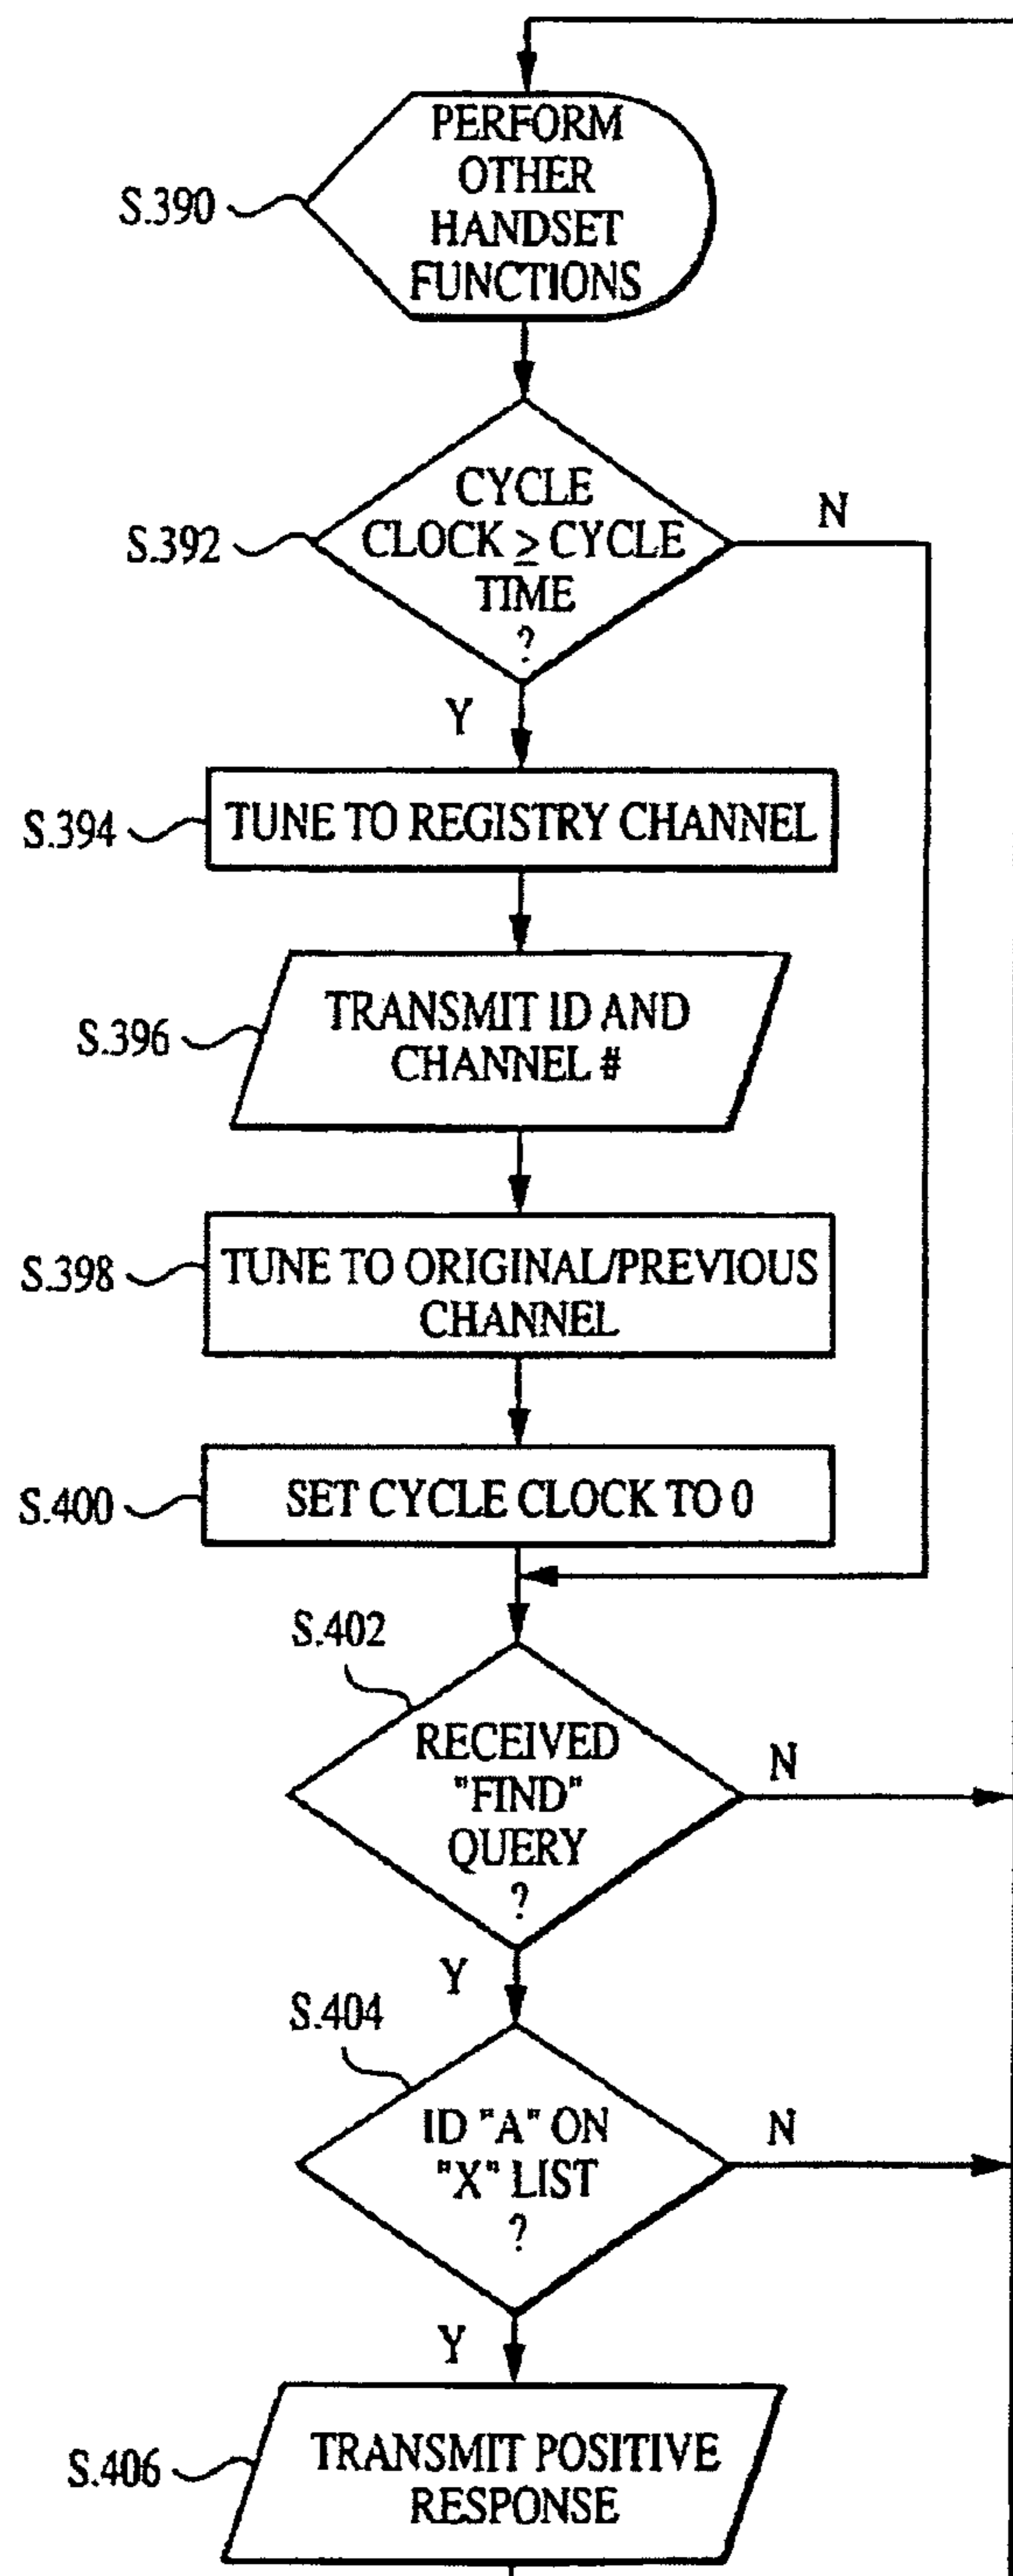 PERFORM
OTHER
HANDSET
FUNCTIONS
S.390
CYCLE
CLOCK ≥ CYCLE
TIME
?
S.392
N
Y
S.394
TUNE TO REGISTRY CHANNEL
TRANSMIT ID AND
CHANNEL #
S.396
TUNE TO ORIGINAL/PREVIOUS
CHANNEL
S.398
S.400
SET CYCLE CLOCK TO 0
S.402
RECEIVED
"FIND"
QUERY
?
N
Y
S.404
ID "A" ON
"X" LIST
?
N
Y
TRANSMIT POSITIVE
RESPONSE
S.406